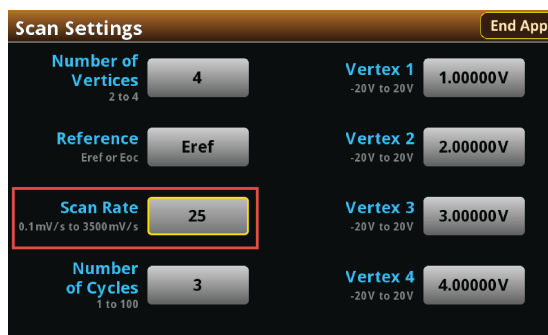 Scan Settings
End App
Number of
Vertices
2 to 4
4
Vertex 1
-20V to 20V
1.00000V
Reference
Eref or Eoc
Eref
Vertex 2
-20V to 20V
2.00000V
Scan Rate
0.1mV/s to 3500mV/s
25
Vertex 3
-20V to 20V
3.00000V
Number
of Cycles
1 to 100
3
Vertex 4
-20V to 20V
4.00000V